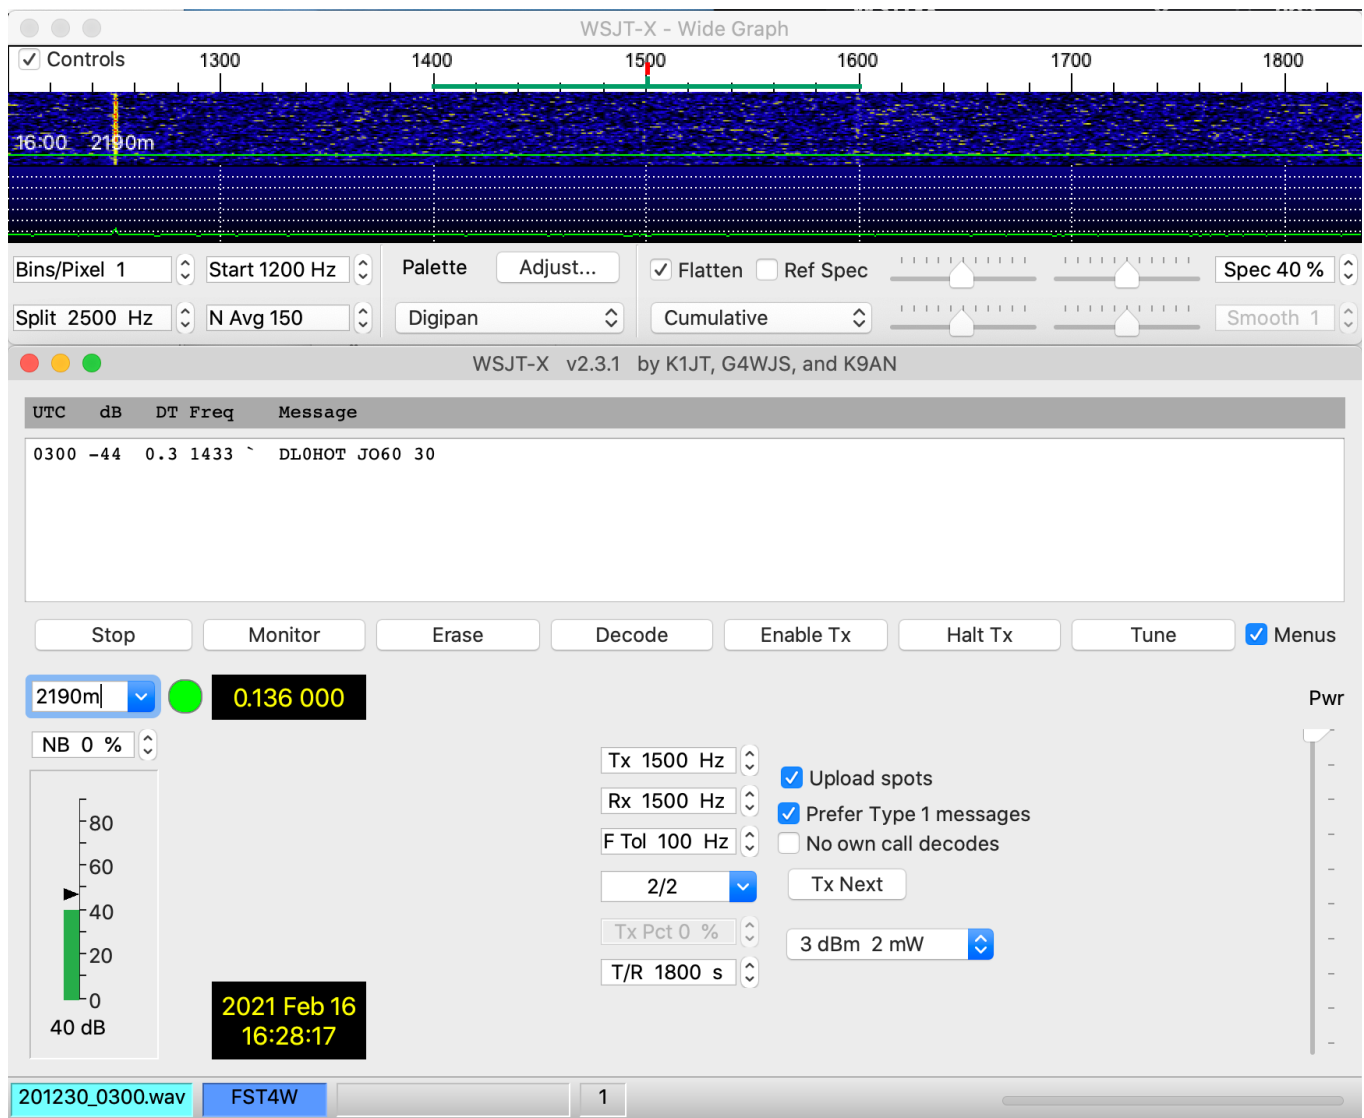 WSJT-X - Wide Graph
Controls 1300 1400 1500 1600 1700 1800
16:00 2190m
Bins/Pixel 1 Start 1200 Hz Palette Adjust... Flatten Ref Spec Spec 40 %
Split 2500 Hz N Avg 150 Digipan Cumulative Smooth 1
WSJT-X v2.3.1 by K1JT, G4WJS, and K9AN
UTC dB DT Freq Message
0300 -44 0.3 1433 ` DL0HOT JO60 30
Stop Monitor Erase Decode Enable Tx Halt Tx Tune Menus
2190m 0.136 000 Pwr
NB 0 %
Tx 1500 Hz
Upload spots
Rx 1500 Hz
Prefer Type 1 messages
F Tol 100 Hz
No own call decodes
80
60
40
20
0
40 dB
2/2 Tx Next
Tx Pct 0 %
3 dBm 2 mW
T/R 1800 s
2021 Feb 16
16:28:17
201230_0300.wav FST4W 1